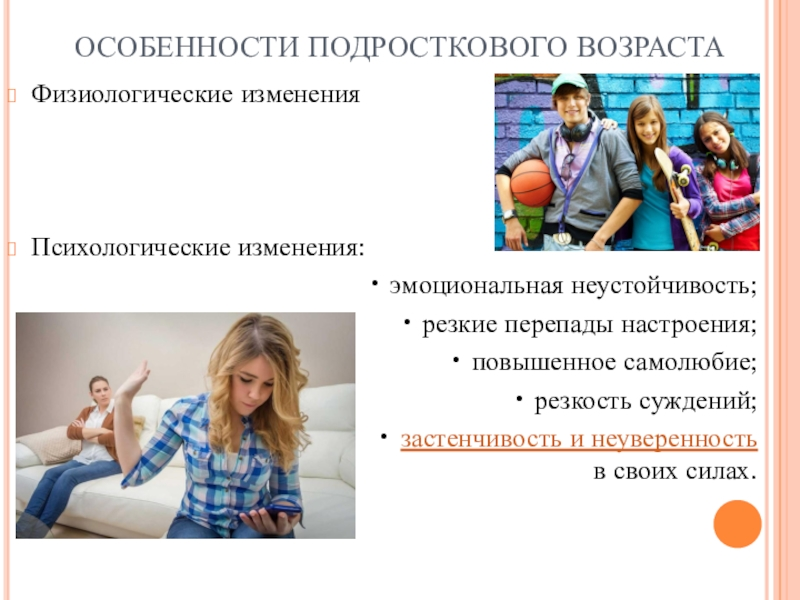 ОСОБЕННОСТИ ПОДРОСТКОВОГО ВОЗРАСТА
Физиологические изменения
Психологические изменения:
• эмоциональная неустойчивость;
• резкие перепады настроения;
• повышенное самолюбие;
• резкость суждений;
• застенчивость и неуверенность
в своих силах.